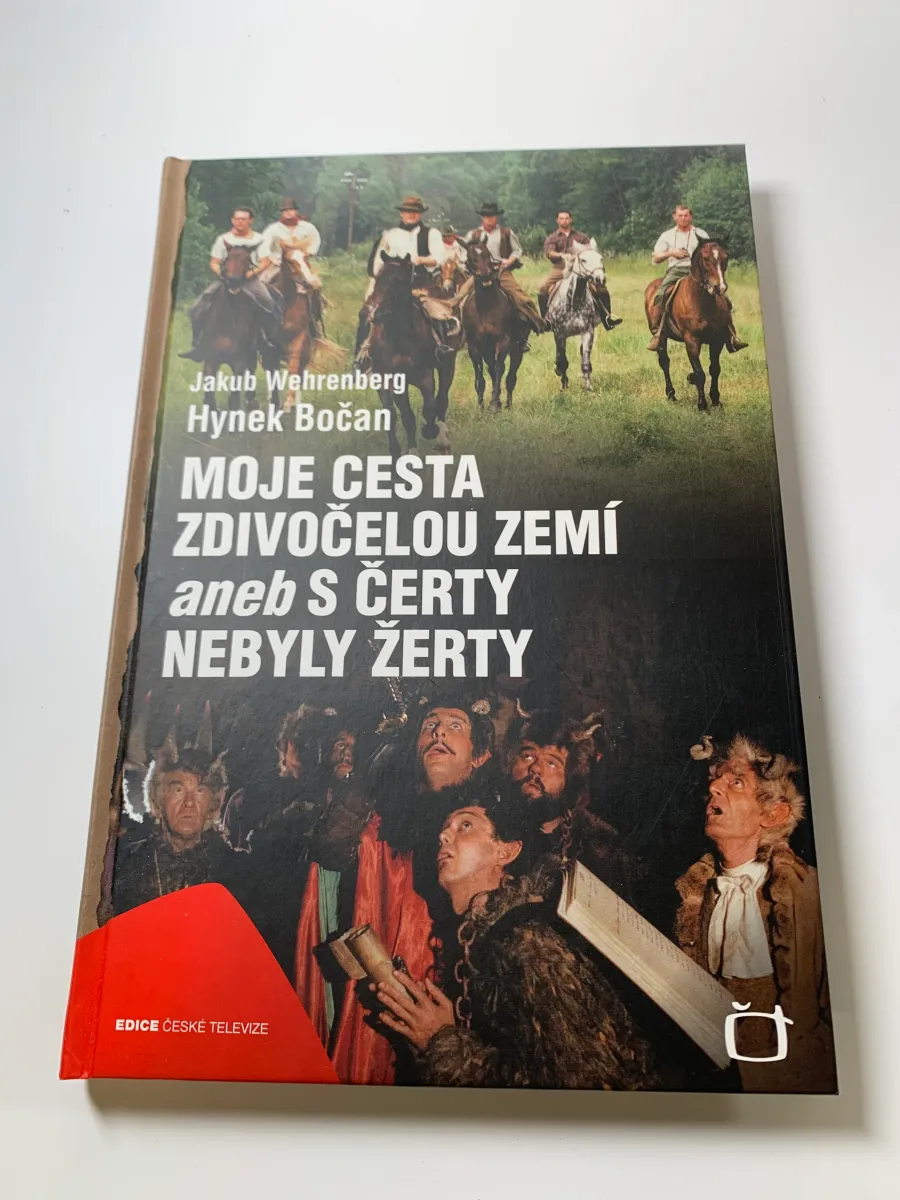 Jakub Wehrenberg
Hynek Bočan
MOJE CESTA
ZDIVOČELOU ZEMÍ
aneb S ČERTY
NEBYLY ŽERTY
EDICE ČESKÉ TELEVIZE